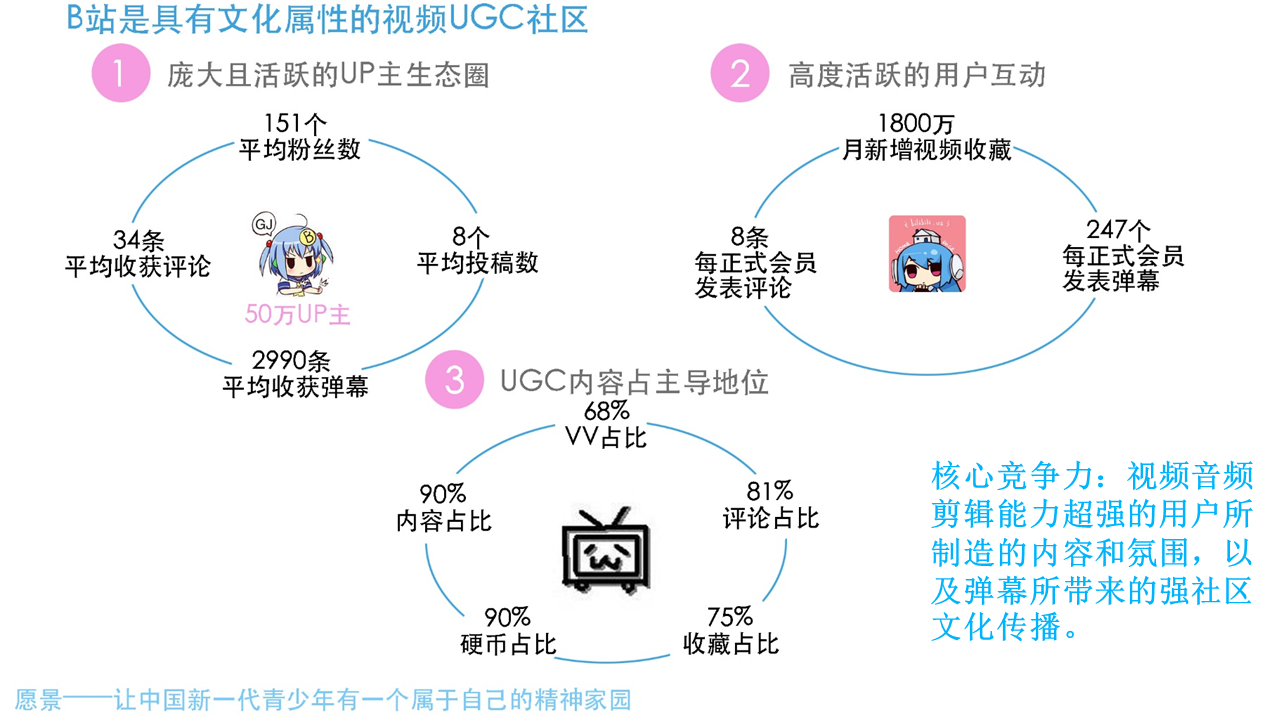 B站是具有文化属性的视频UGC社区
1 庞大且活跃的UP主生态圈
151个
平均粉丝数
34条
平均收获评论
8个
平均投稿数
GJ
B
50万UP主
2990条
平均收获弹幕
2 高度活跃的用户互动
1800万
月新增视频收藏
8条
每正式会员
发表评论
247个
每正式会员
发表弹幕
3 UGC内容占主导地位
68%
VV占比
90%
内容占比
81%
评论占比
90%
硬币占比
75%
收藏占比
核心竞争力：视频音频
剪辑能力超强的用户所
制造的内容和氛围，以
及弹幕所带来的强社区
文化传播。
愿景——让中国新一代青少年有一个属于自己的精神家园